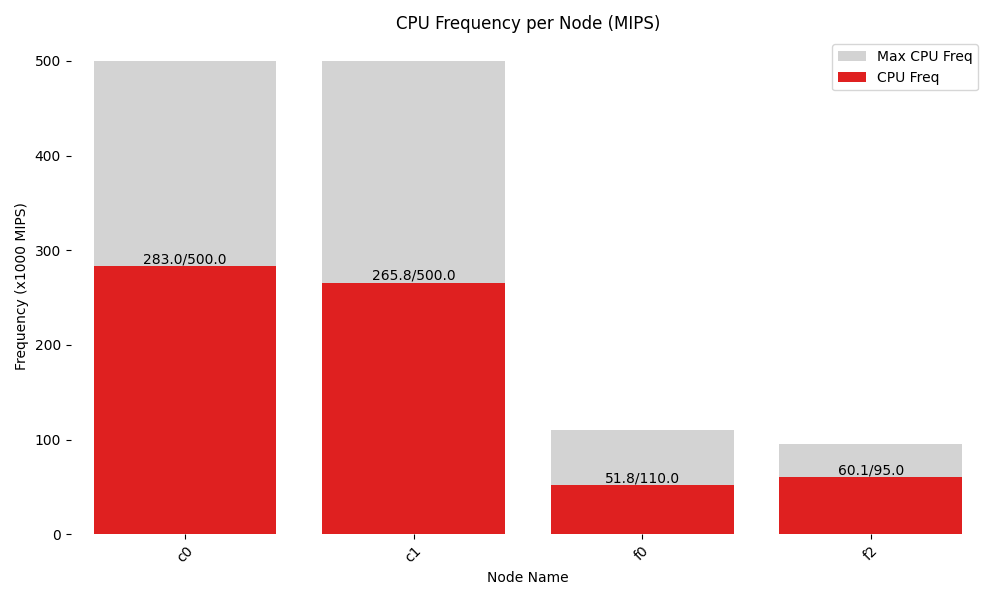 CPU Frequency per Node (MIPS)
Max CPU Freq
CPU Freq
Frequency (x1000 MIPS)
500
400
300
200
100
0
283.0/500.0
265.8/500.0
51.8/110.0
60.1/95.0
c0
c1
f0
f2
Node Name